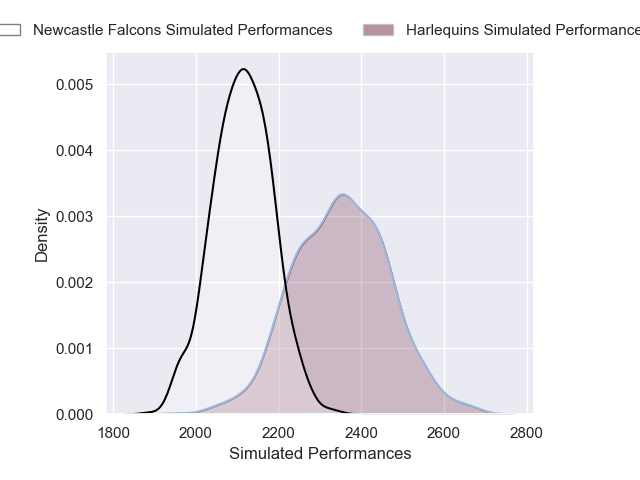 Newcastle Falcons Simulated Performances
Harlequins Simulated Performance
0.005
0.004
0.003
0.002
0.001
0.000
Density
1800 2000 2200 2400 2600 2800
Simulated Performances